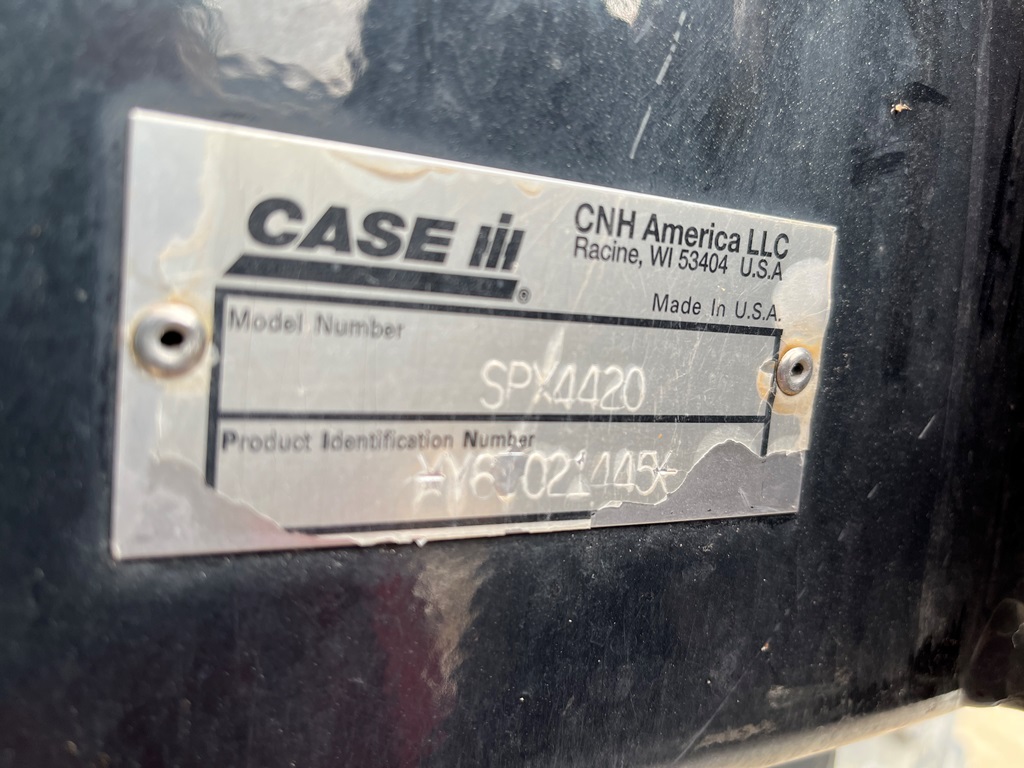 CASE IH
®
CNH America LLC
Racine, WI 53404 U.S.A
Made In U.S.A.
Model Number
SPX4420
Product Identification Number